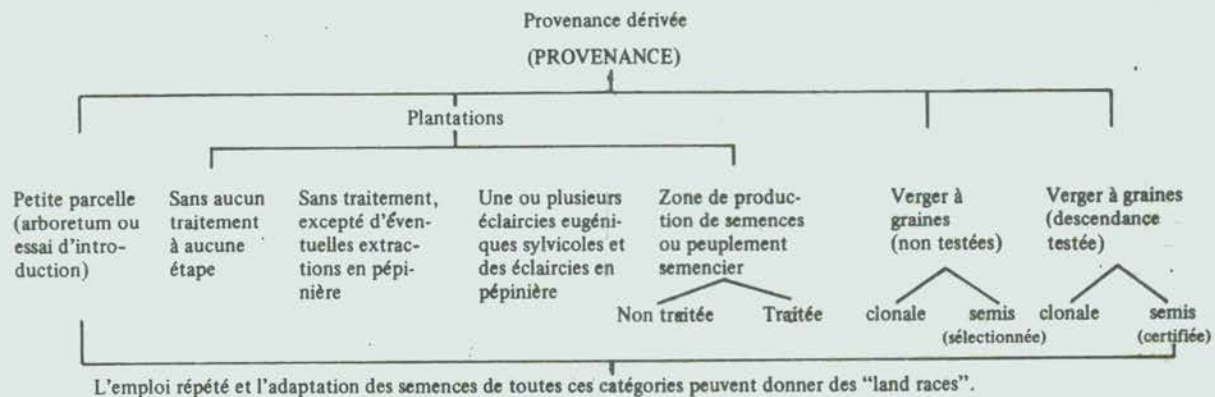 Provenance dérivée
(PROVENANCE)
Plantations
Petite parcelle
(arboretum ou
essai d'intro-
duction)
Sans aucun
traitement
à aucune
étape
Sans traitement,
excepté d'éven-
tuelles extrac-
tions en pépi-
nière
Une ou plusieurs
éclaircies eugéni-
ques sylvicoles et
des éclaircies en
pépinière
Zone de produc-
tion de semences
ou peuplement
semencier
Non traitée
Traitée
Verger à
graines
(non testées)
clonale
semis
(sélectionnée)
Verger à graines
(descendance
testée)
clonale
semis
(certifiée)
L'emploi répété et l'adaptation des semences de toutes ces catégories peuvent donner des "land races".